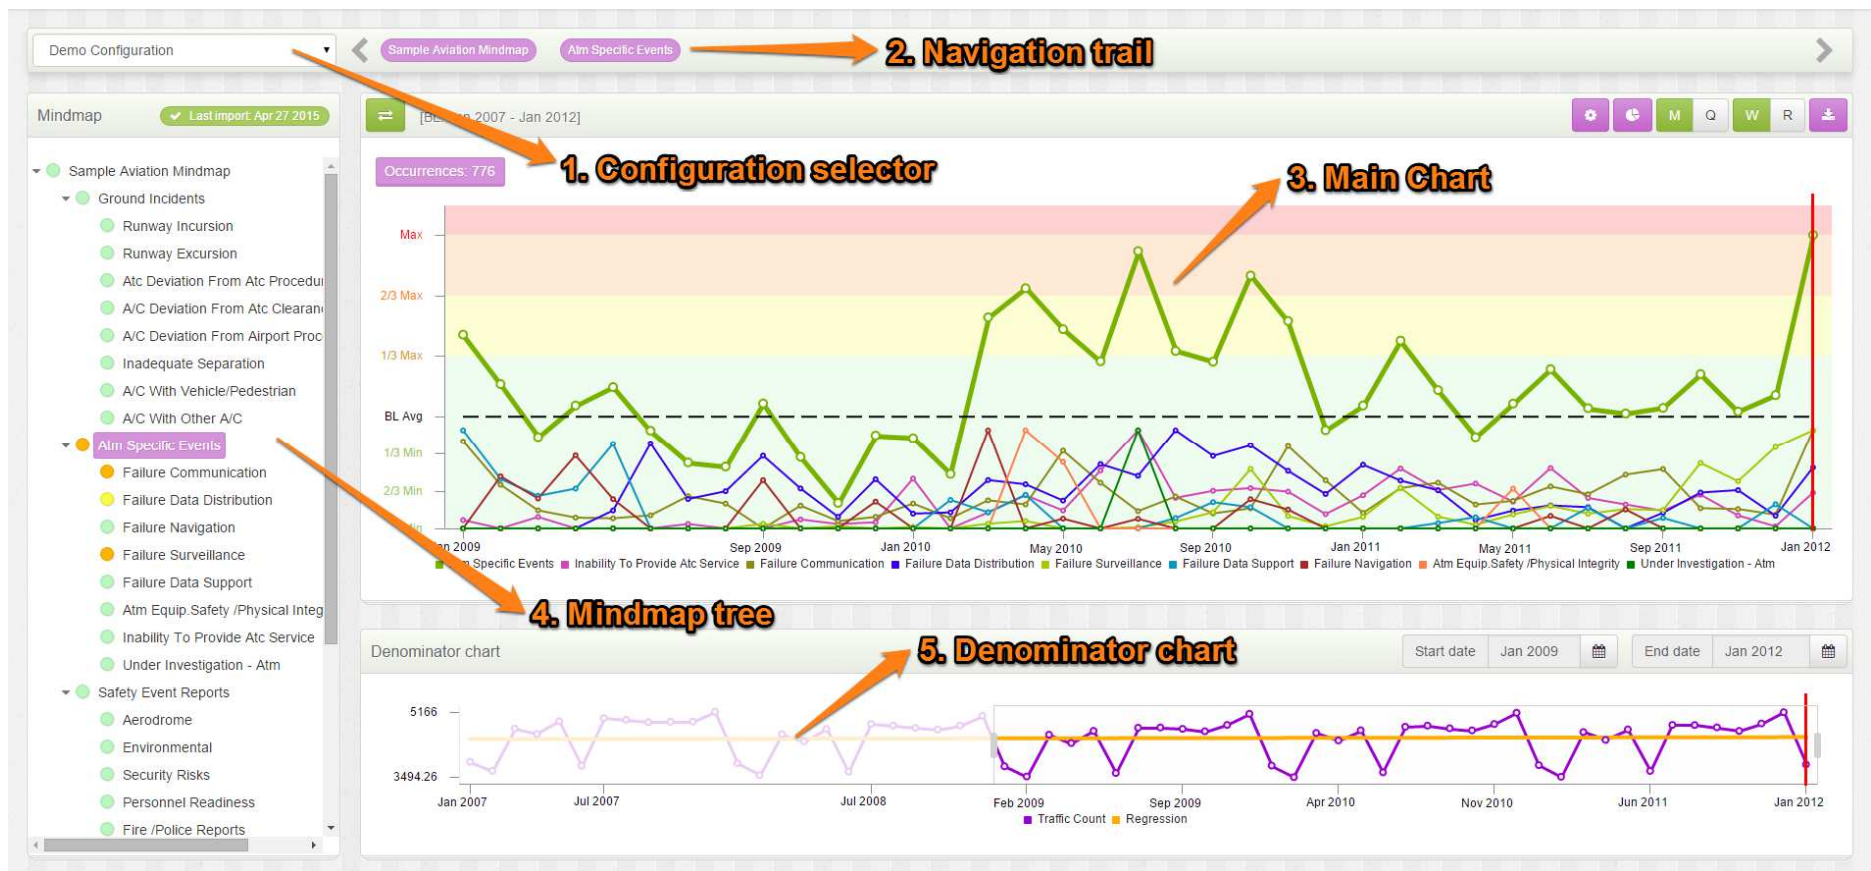 Demo Configuration
Sample Aviation Mindmap
Atm Specific Events
2. Navigation trail
Mindmap
Last import: Apr 27 2015
2007 - Jan 2012]
M
Q
W
R
Occurrences: 776
1. Configuration selector
3. Main Chart
Sample Aviation Mindmap
Ground Incidents
Runway Incursion
Runway Excursion
Atc Deviation From Atc Procedur
A/C Deviation From Atc Clearan
A/C Deviation From Airport Proc
Inadequate Separation
A/C With Vehicle/Pedestrian
A/C With Other A/C
Atm Specific Events
Failure Communication
Failure Data Distribution
Failure Navigation
Failure Surveillance
Failure Data Support
Atm Equip.Safety /Physical Integ
Inability To Provide Atc Service
Under Investigation - Atm
Safety Event Reports
Aerodrome
Environmental
Security Risks
Personnel Readiness
Fire /Police Reports
4. Mindmap tree
Max
2/3 Max
1/3 Max
BL Avg
1/3 Min
2/3 Min
2009
Sep 2009
Jan 2010
May 2010
Sep 2010
Jan 2011
May 2011
Sep 2011
Jan 2012
Specific Events
Inability To Provide Atc Service
Failure Communication
Failure Data Distribution
Failure Surveillance
Failure Data Support
Failure Navigation
Atm Equip.Safety /Physical Integrity
Under Investigation - Atm
Denominator chart
5. Denominator chart
Start date
Jan 2009
End date
Jan 2012
5166
3494.26
Jan 2007
Jul 2007
Jul 2008
Feb 2009
Sep 2009
Apr 2010
Nov 2010
Jun 2011
Jan 2012
Traffic Count
Regression